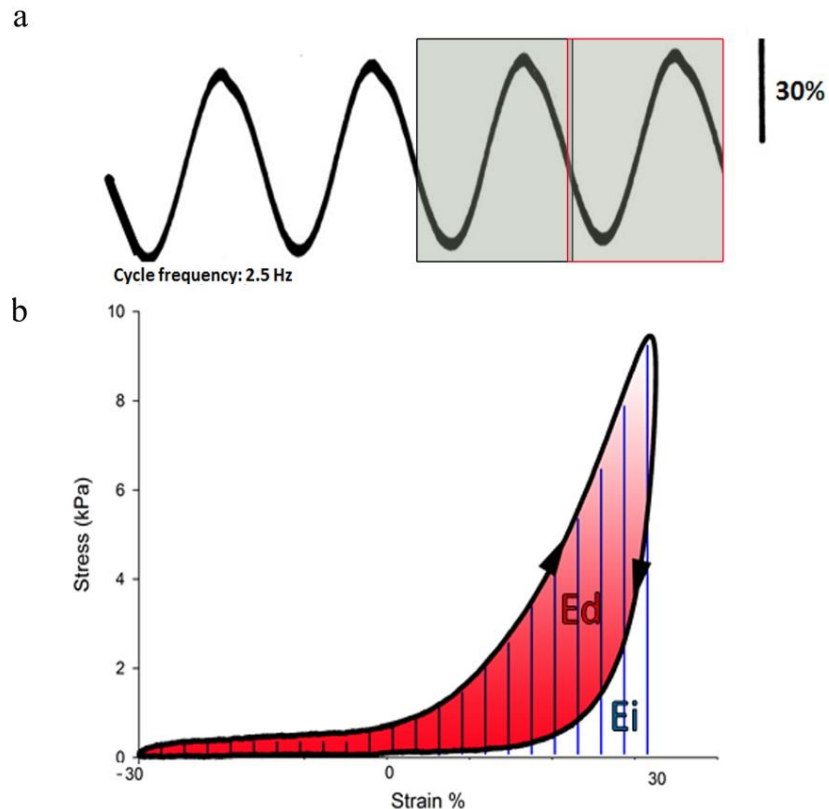 a
30%
Cycle frequency: 2.5 Hz
b
10
8
6
4
2
0
Stress (kPa)
Ed
Ei
-30
0
30
Strain %